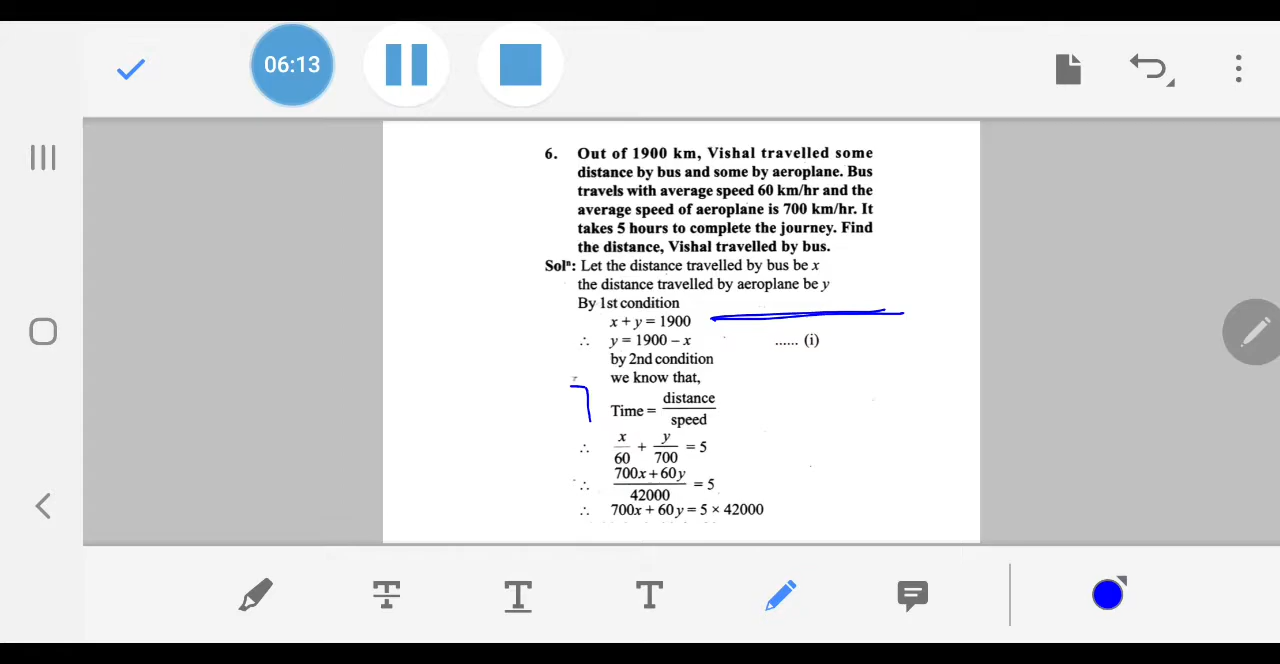 06:13
6. Out of 1900 km, Vishal travelled some
distance by bus and some by aeroplane. Bus
travels with average speed 60 km/hr and the
average speed of aeroplane is 700 km/hr. It
takes 5 hours to complete the journey. Find
the distance, Vishal travelled by bus.
Solⁿ: Let the distance travelled by bus be x
the distance travelled by aeroplane be y
By 1st condition
x + y = 1900
∴ y = 1900 – x ...... (i)
by 2nd condition
we know that,
Time = distance / speed
∴ x/60 + y/700 = 5
∴ (700x + 60y) / 42000 = 5
∴ 700x + 60y = 5 × 42000